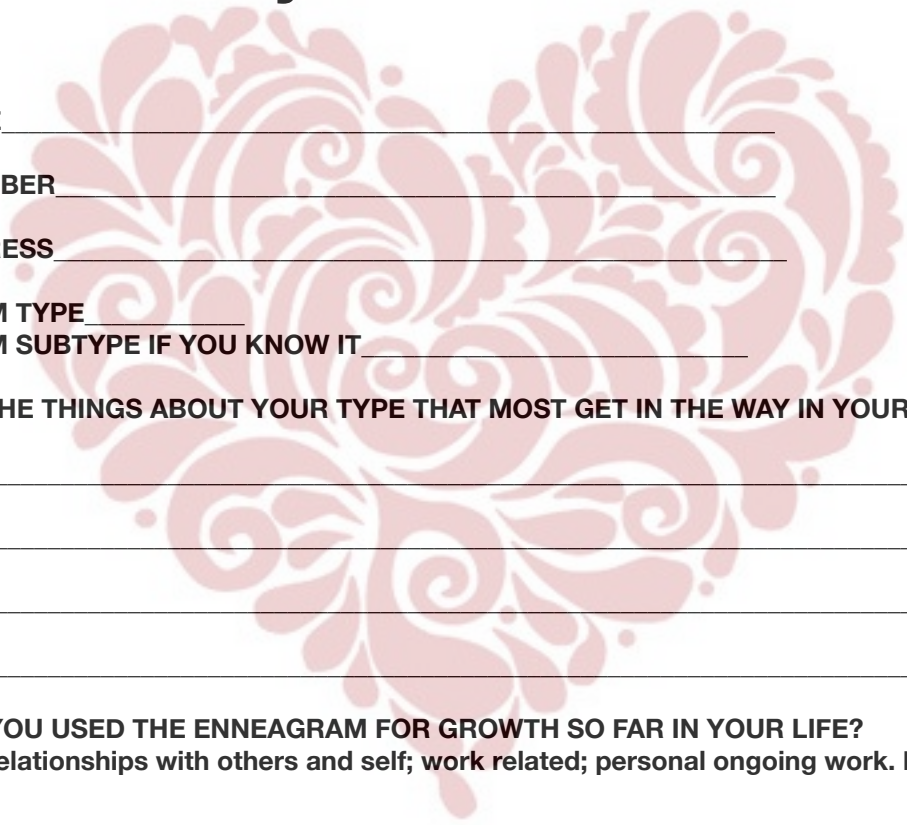 BER
RESS
M TYPE
M SUBTYPE IF YOU KNOW IT
HE THINGS ABOUT YOUR TYPE THAT MOST GET IN THE WAY IN YOUR
YOU USED THE ENNEAGRAM FOR GROWTH SO FAR IN YOUR LIFE?
elationships with others and self; work related; personal ongoing work.